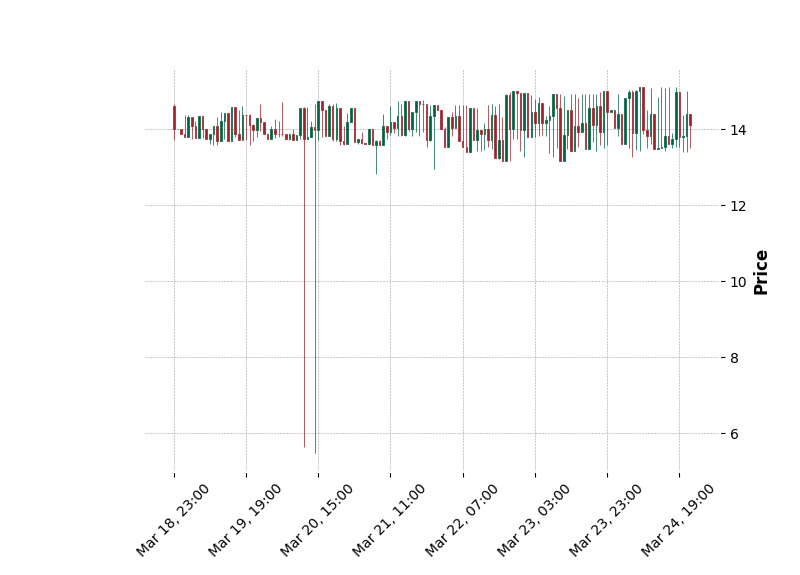 14
12
10
8
6
Price
Mar 18, 23:00
Mar 19, 19:00
Mar 20, 15:00
Mar 21, 11:00
Mar 22, 07:00
Mar 23, 03:00
Mar 23, 23:00
Mar 24, 19:00